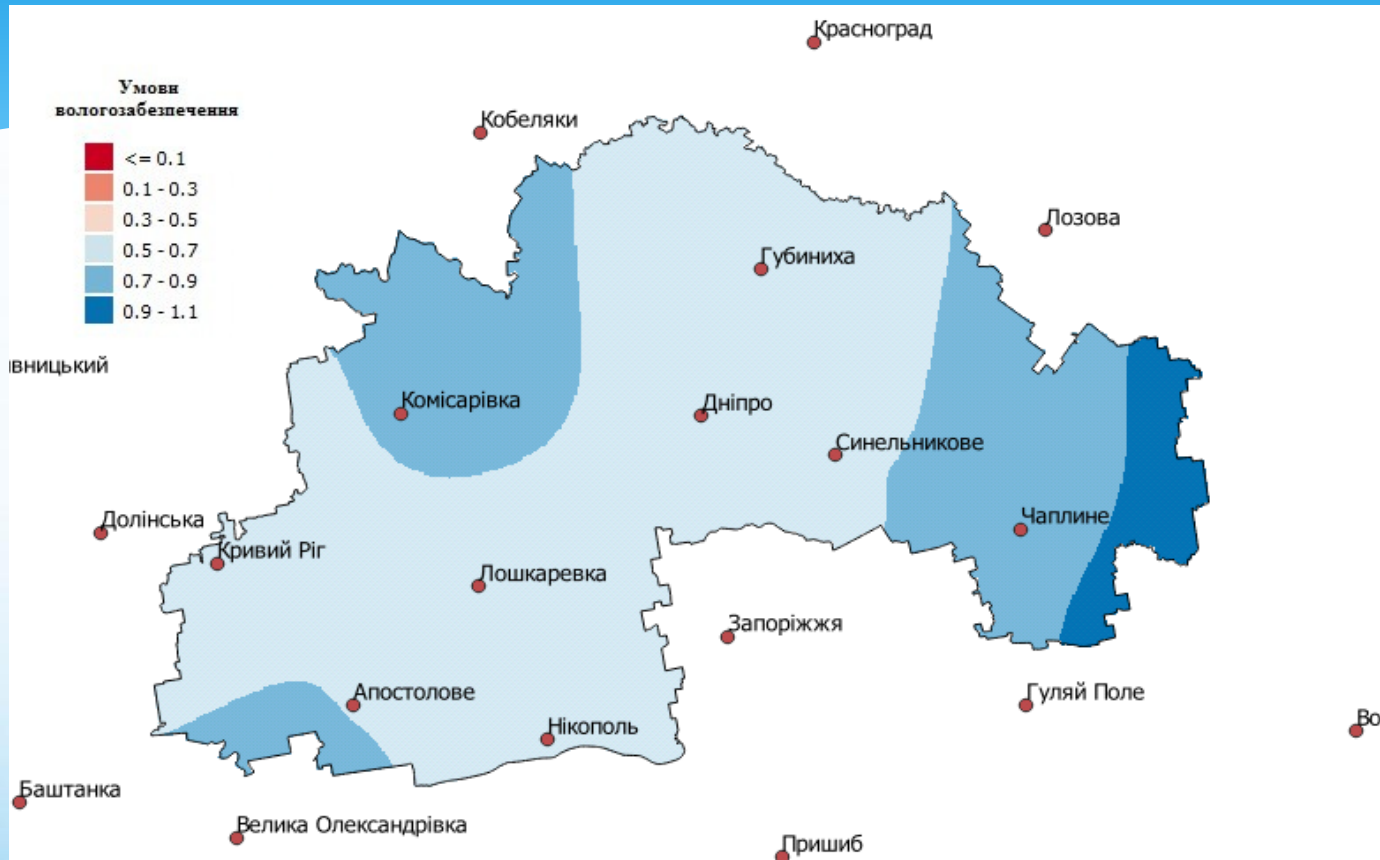 Красноград
Умови
вологозабезпечення
<= 0.1
0.1 - 0.3
0.3 - 0.5
0.5 - 0.7
0.7 - 0.9
0.9 - 1.1
Кобеляки
Лозова
Губиниха
івницький
Комісарівка
Дніпро
Синельникове
Долінська
Чаплине
Кривий Ріг
Лошкаревка
Запоріжжя
Апостолове
Гуляй Поле
Нікополь
Во
Баштанка
Велика Олександрівка
Пришиб